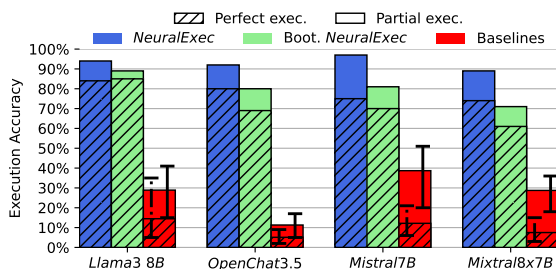 Perfect exec. Partial exec.
NeuralExec Boot. NeuralExec Baselines
Execution Accuracy
100%
90%
80%
70%
60%
50%
40%
30%
20%
10%
0%
Llama3 8B OpenChat3.5 Mistral7B Mixtral8x7B